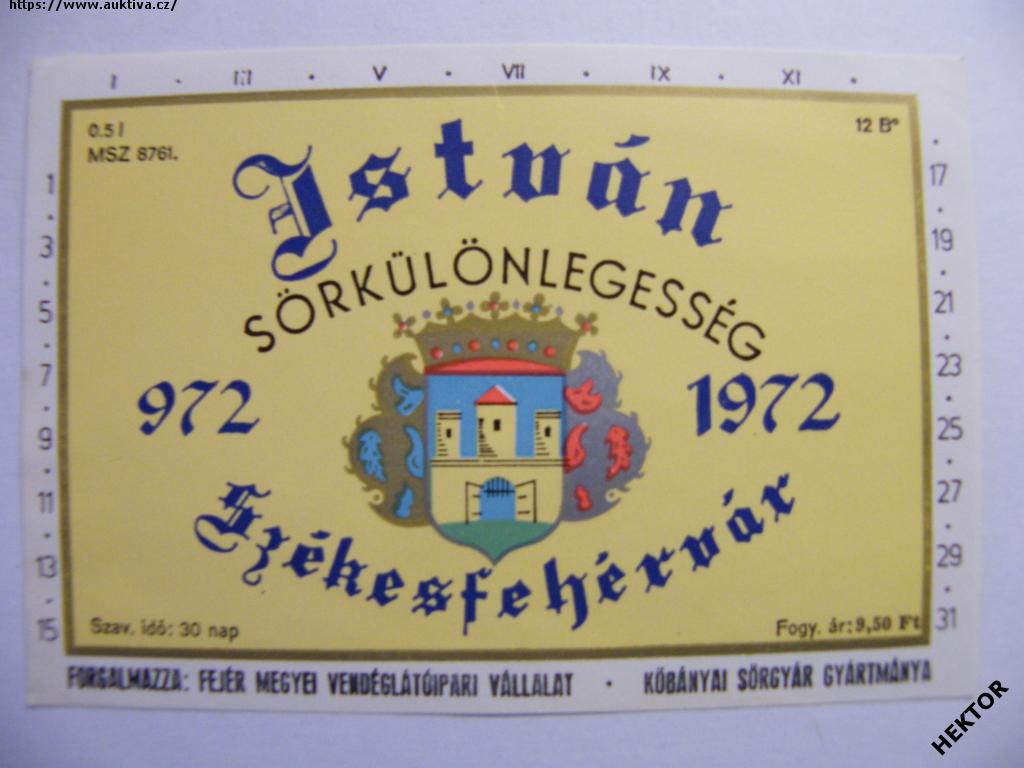 https://www.auktiva.cz/
I . III . V . VII . IX . XI .
0.5 l
MSZ 8761.
12 B°
István
SÖRKÜLÖNLEGESSÉG
972
1972
Székesfehérvár
Szav. idő: 30 nap
Fogy. ár: 9,50 Ft
1
.
3
.
5
.
7
.
9
.
11
.
13
.
15
.
17
.
19
.
21
.
23
.
25
.
27
.
29
.
31
FORGALMAZZA: FEJÉR MEGYEI VENDÉGLÁTÓIPARI VÁLLALAT · KŐBÁNYAI SÖRGYÁR GYÁRTMÁNYA
HEKTOR